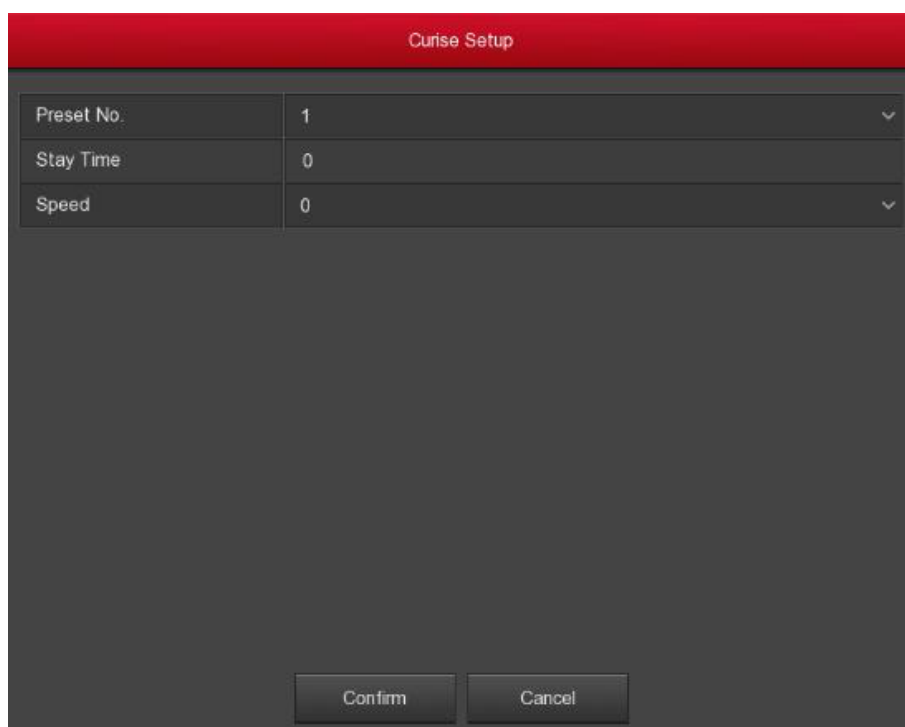 Curise Setup
Preset No. 1
Stay Time 0
Speed 0
Confirm Cancel